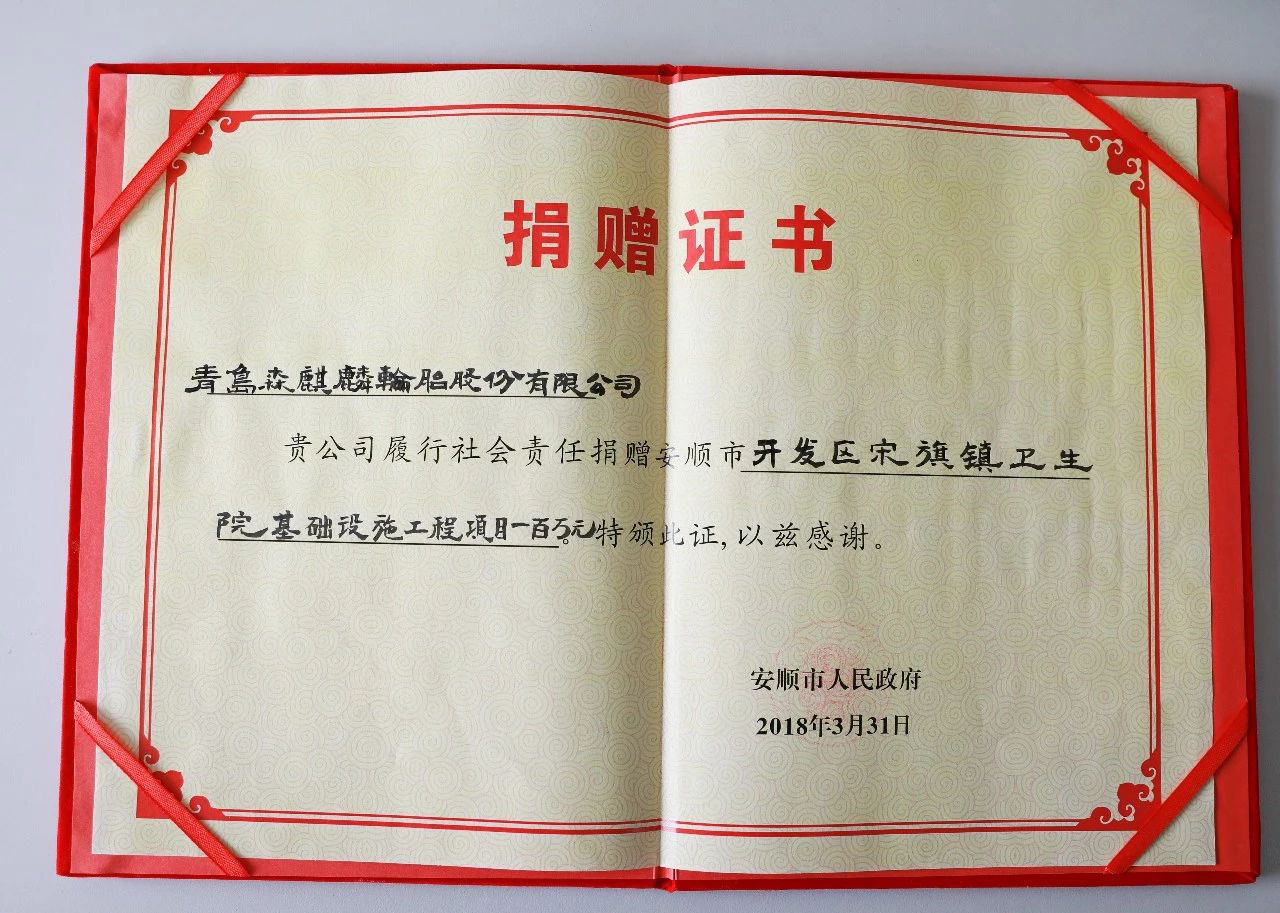 捐赠证书
青島森麒麟輪胎股份有限公司
贵公司履行社会责任捐赠安顺市开发区宋旗镇卫生
院基础设施工程项目一百万元。特颁此证,以兹感谢。
安顺市人民政府
2018年3月31日